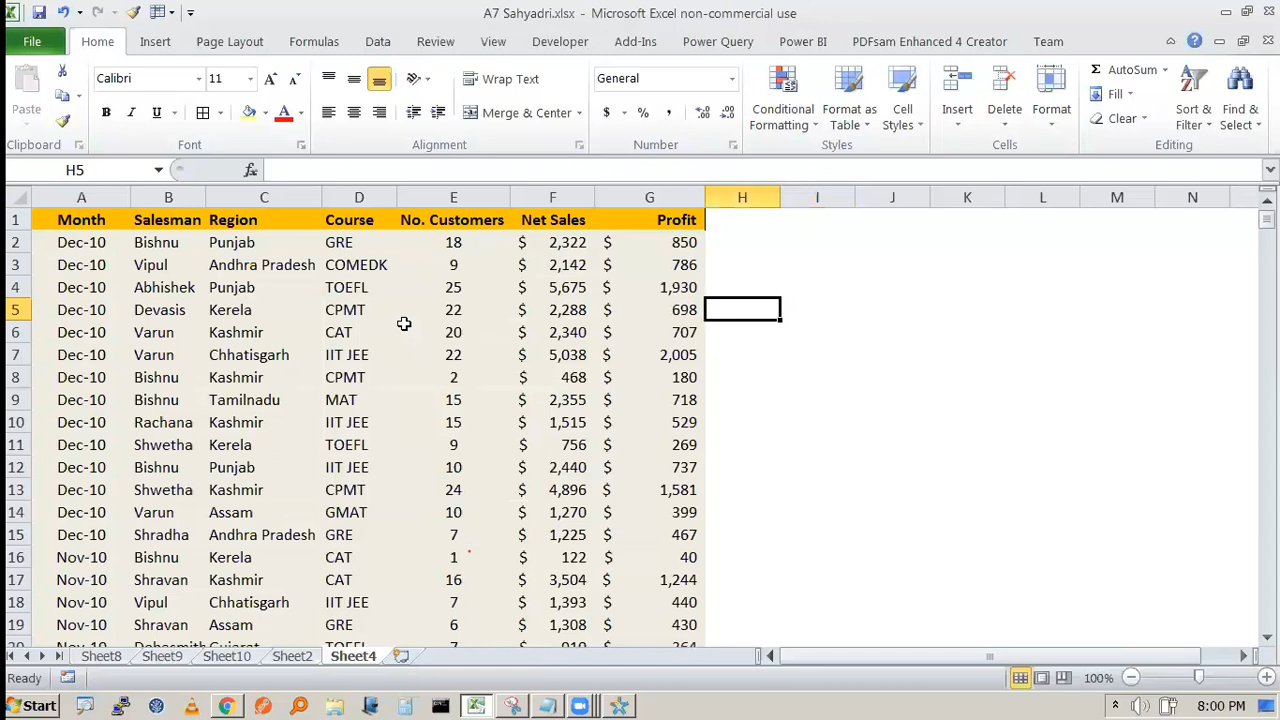 A7 Sahyadri.xlsx - Microsoft Excel non-commercial use
File Home Insert Page Layout Formulas Data Review View Developer Add-Ins Power Query Power BI PDFsam Enhanced 4 Creator Team
Paste Calibri 11 Wrap Text General Conditional Formatting Format as Table Cell Styles Insert Delete Format AutoSum Sort & Filter Find & Select
B I U A Merge & Center $ % , Fill
Clear
Clipboard Font Alignment Number Styles Cells Editing
H5 fx
A B C D E F G H I J K L M N
1 Month Salesman Region Course No. Customers Net Sales Profit
2 Dec-10 Bishnu Punjab GRE 18 $ 2,322 $ 850
3 Dec-10 Vipul Andhra Pradesh COMEDK 9 $ 2,142 $ 786
4 Dec-10 Abhishek Punjab TOEFL 25 $ 5,675 $ 1,930
5 Dec-10 Devasis Kerela CPMT 22 $ 2,288 $ 698
6 Dec-10 Varun Kashmir CAT 20 $ 2,340 $ 707
7 Dec-10 Varun Chhatisgarh IIT JEE 22 $ 5,038 $ 2,005
8 Dec-10 Bishnu Kashmir CPMT 2 $ 468 $ 180
9 Dec-10 Bishnu Tamilnadu MAT 15 $ 2,355 $ 718
10 Dec-10 Rachana Kashmir IIT JEE 15 $ 1,515 $ 529
11 Dec-10 Shwetha Kerela TOEFL 9 $ 756 $ 269
12 Dec-10 Bishnu Punjab IIT JEE 10 $ 2,440 $ 737
13 Dec-10 Shwetha Kashmir CPMT 24 $ 4,896 $ 1,581
14 Dec-10 Varun Assam GMAT 10 $ 1,270 $ 399
15 Dec-10 Shradha Andhra Pradesh GRE 7 $ 1,225 $ 467
16 Nov-10 Bishnu Kerela CAT 1 $ 122 $ 40
17 Nov-10 Shravan Kashmir CAT 16 $ 3,504 $ 1,244
18 Nov-10 Vipul Chhatisgarh IIT JEE 7 $ 1,393 $ 440
19 Nov-10 Shravan Assam GRE 6 $ 1,308 $ 430
Sheet8 Sheet9 Sheet10 Sheet2 Sheet4
Ready 100%
Start 8:00 PM